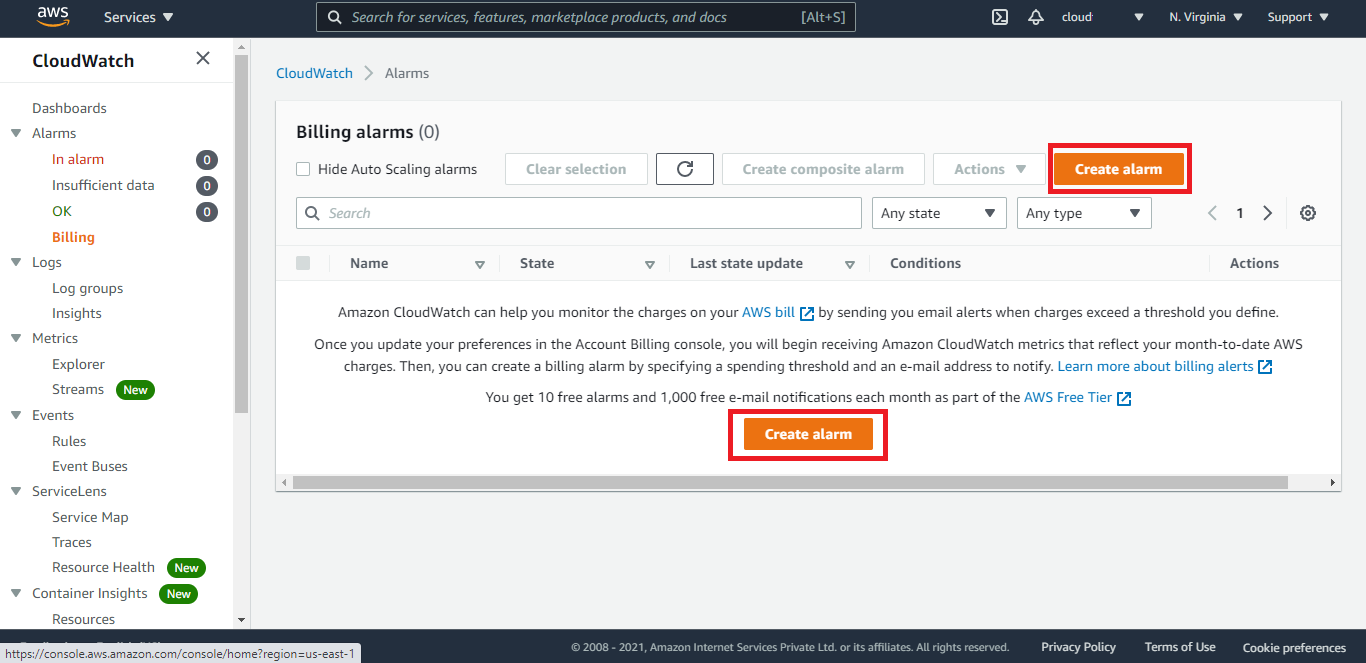 aws Services Search for services, features, marketplace products, and docs [Alt+S] cloud N. Virginia Support
CloudWatch
Dashboards
Alarms
In alarm 0
Insufficient data 0
OK 0
Billing
Logs
Log groups
Insights
Metrics
Explorer
Streams New
Events
Rules
Event Buses
ServiceLens
Service Map
Traces
Resource Health New
Container Insights New
Resources
CloudWatch > Alarms
Billing alarms (0)
Hide Auto Scaling alarms Clear selection Create composite alarm Actions Create alarm
Search Any state Any type 1
Name State Last state update Conditions Actions
Amazon CloudWatch can help you monitor the charges on your AWS bill by sending you email alerts when charges exceed a threshold you define.
Once you update your preferences in the Account Billing console, you will begin receiving Amazon CloudWatch metrics that reflect your month-to-date AWS
charges. Then, you can create a billing alarm by specifying a spending threshold and an e-mail address to notify. Learn more about billing alerts
You get 10 free alarms and 1,000 free e-mail notifications each month as part of the AWS Free Tier
Create alarm
https://console.aws.amazon.com/console/home?region=us-east-1
© 2008 - 2021, Amazon Internet Services Private Ltd. or its affiliates. All rights reserved. Privacy Policy Terms of Use Cookie preferences